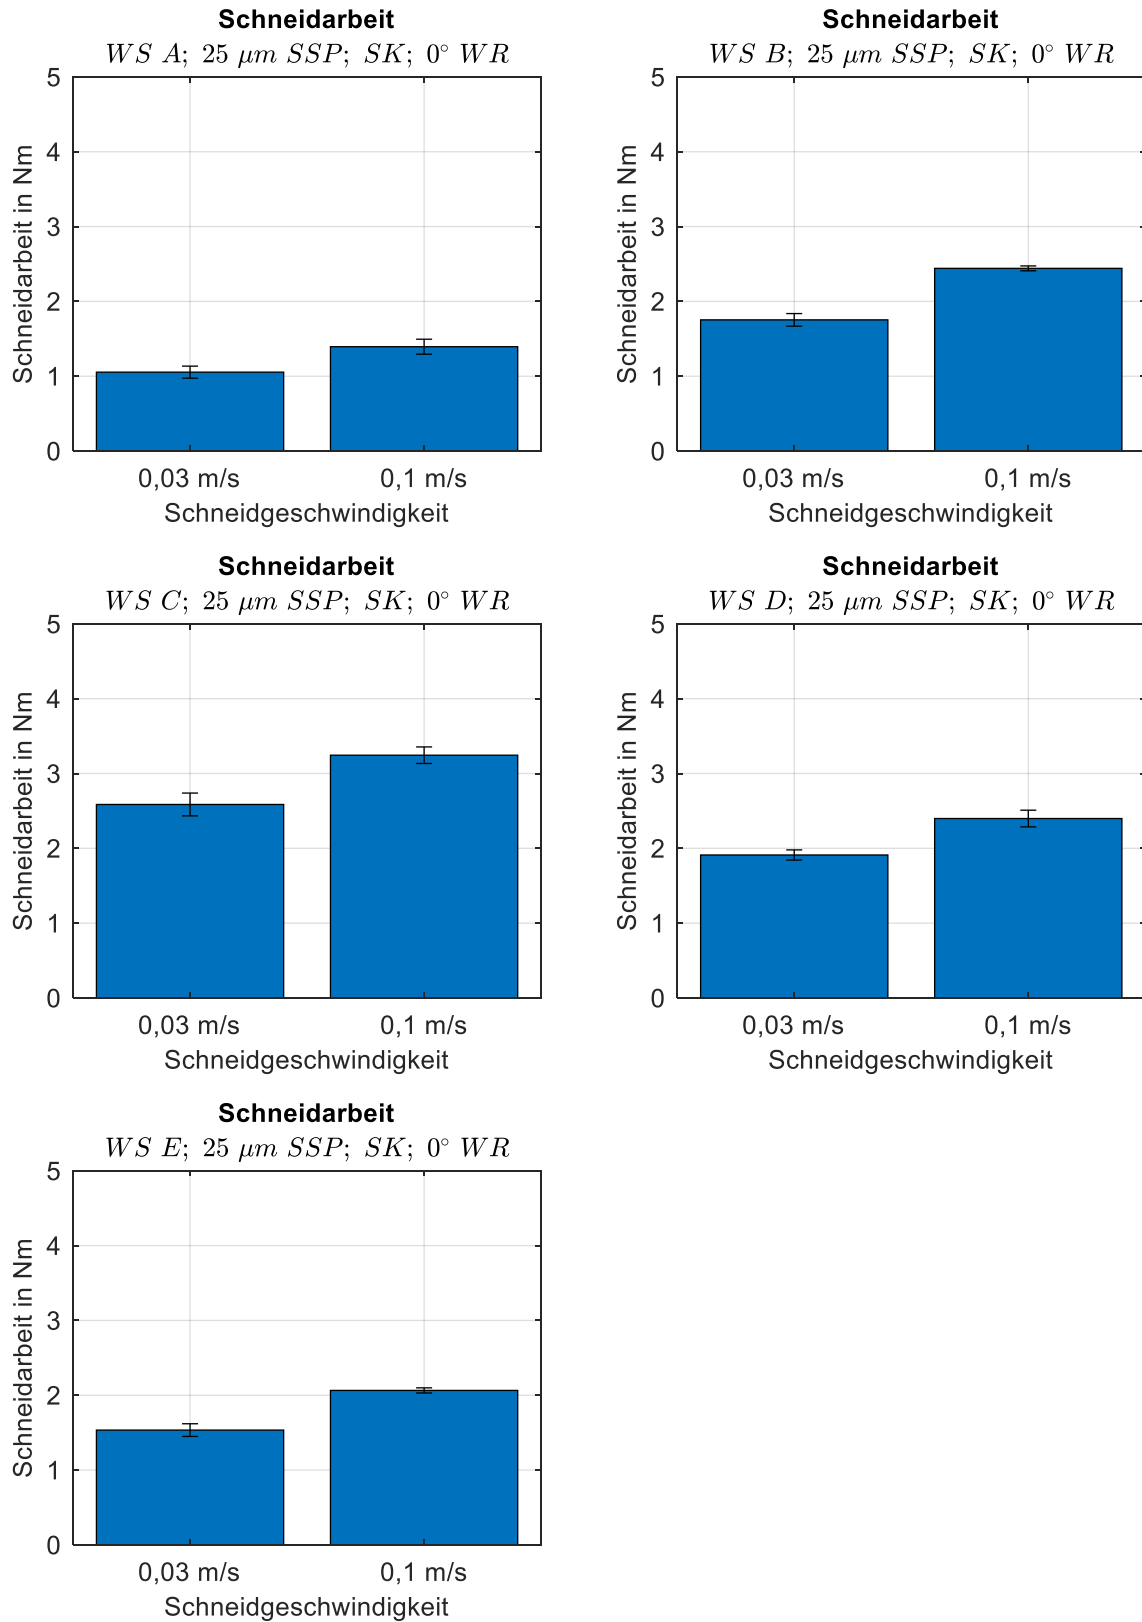 Schneidarbeit
WS A; 25 μm SSP; SK; 0° WR
5
4
3
2
1
0
Schneidarbeit in Nm
0,03 m/s 0,1 m/s
Schneidgeschwindigkeit
Schneidarbeit
WS B; 25 μm SSP; SK; 0° WR
5
4
3
2
1
0
Schneidarbeit in Nm
0,03 m/s 0,1 m/s
Schneidgeschwindigkeit
Schneidarbeit
WS C; 25 μm SSP; SK; 0° WR
5
4
3
2
1
0
Schneidarbeit in Nm
0,03 m/s 0,1 m/s
Schneidgeschwindigkeit
Schneidarbeit
WS D; 25 μm SSP; SK; 0° WR
5
4
3
2
1
0
Schneidarbeit in Nm
0,03 m/s 0,1 m/s
Schneidgeschwindigkeit
Schneidarbeit
WS E; 25 μm SSP; SK; 0° WR
5
4
3
2
1
0
Schneidarbeit in Nm
0,03 m/s 0,1 m/s
Schneidgeschwindigkeit